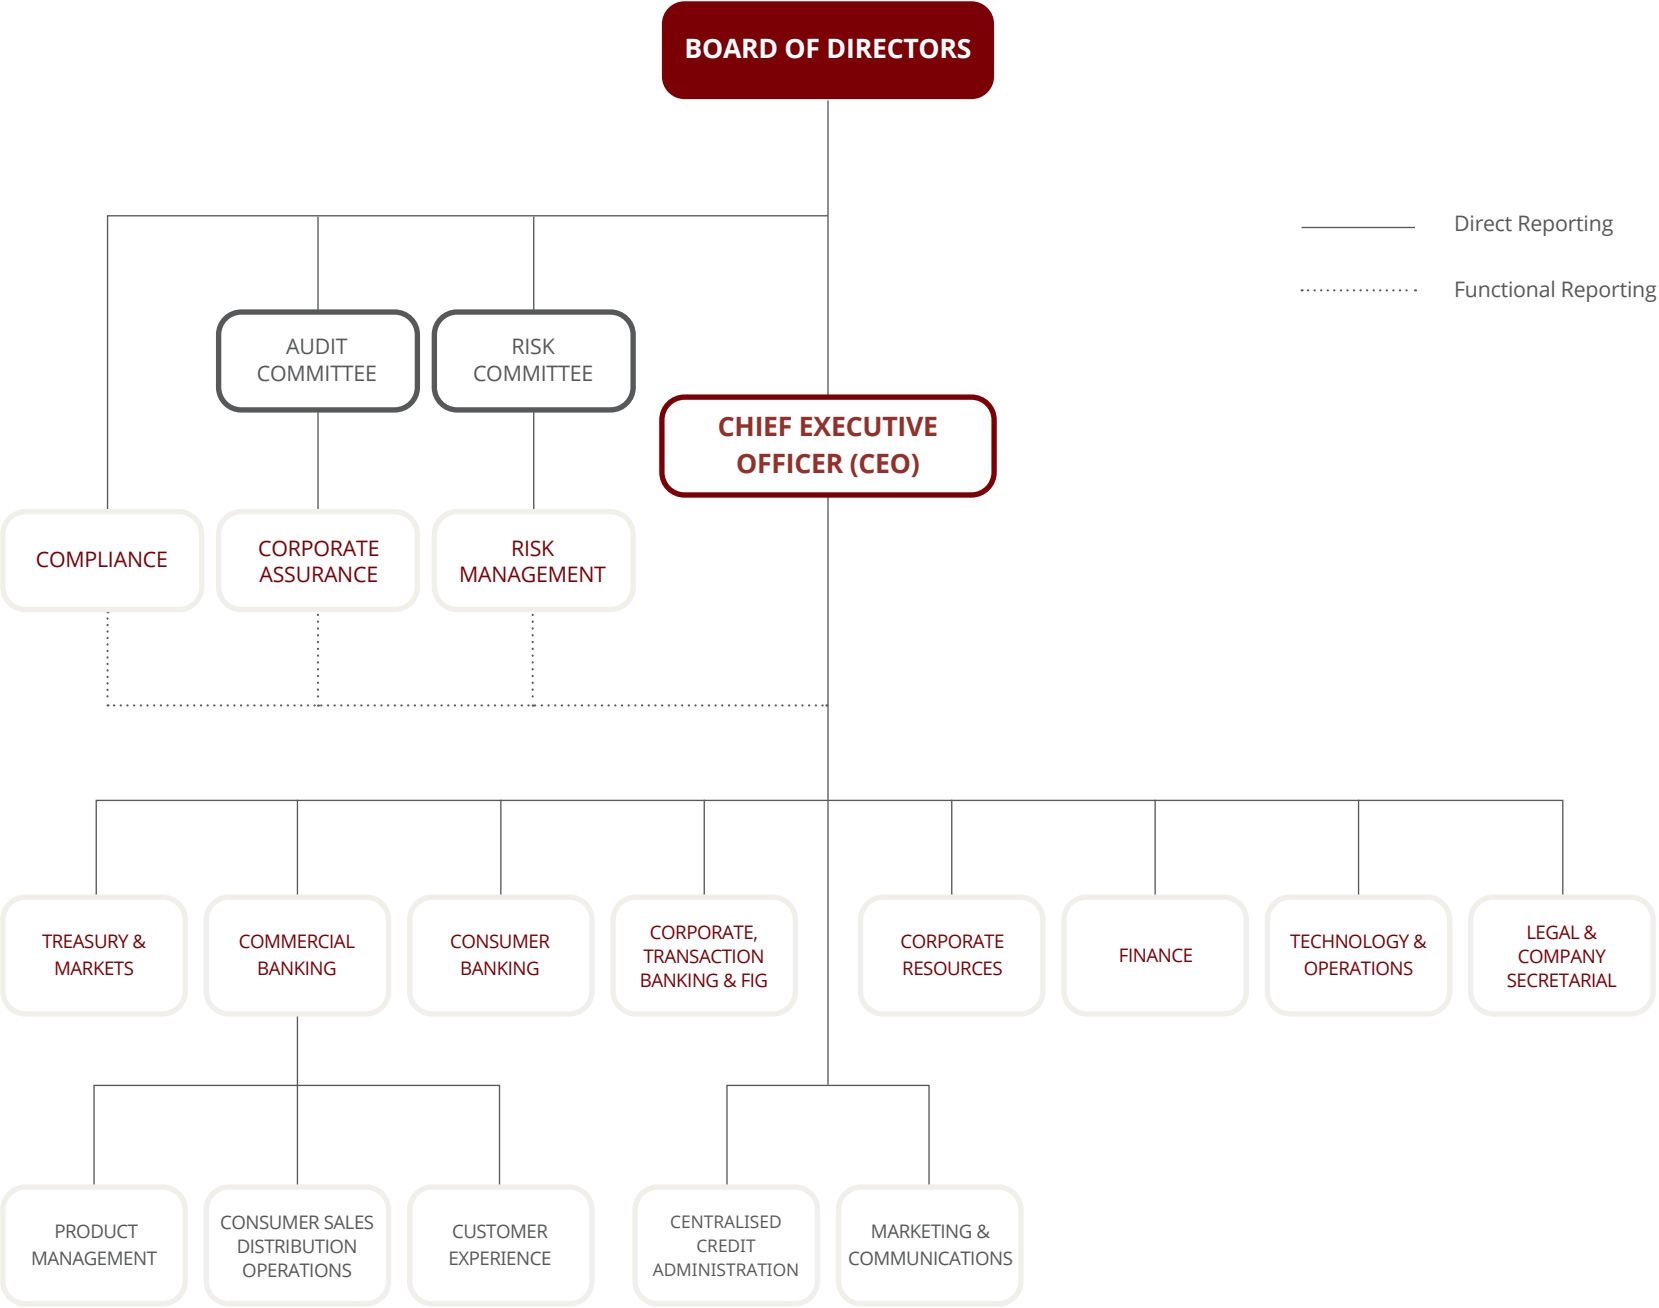 BOARD OF DIRECTORS
Direct Reporting
Functional Reporting
AUDIT
COMMITTEE
RISK
COMMITTEE
CHIEF EXECUTIVE
OFFICER (CEO)
COMPLIANCE
CORPORATE
ASSURANCE
RISK
MANAGEMENT
TREASURY &
MARKETS
COMMERCIAL
BANKING
CONSUMER
BANKING
CORPORATE,
TRANSACTION
BANKING & FIG
CORPORATE
RESOURCES
FINANCE
TECHNOLOGY &
OPERATIONS
LEGAL &
COMPANY
SECRETARIAL
PRODUCT
MANAGEMENT
CONSUMER SALES
DISTRIBUTION
OPERATIONS
CUSTOMER
EXPERIENCE
CENTRALISED
CREDIT
ADMINISTRATION
MARKETING &
COMMUNICATIONS